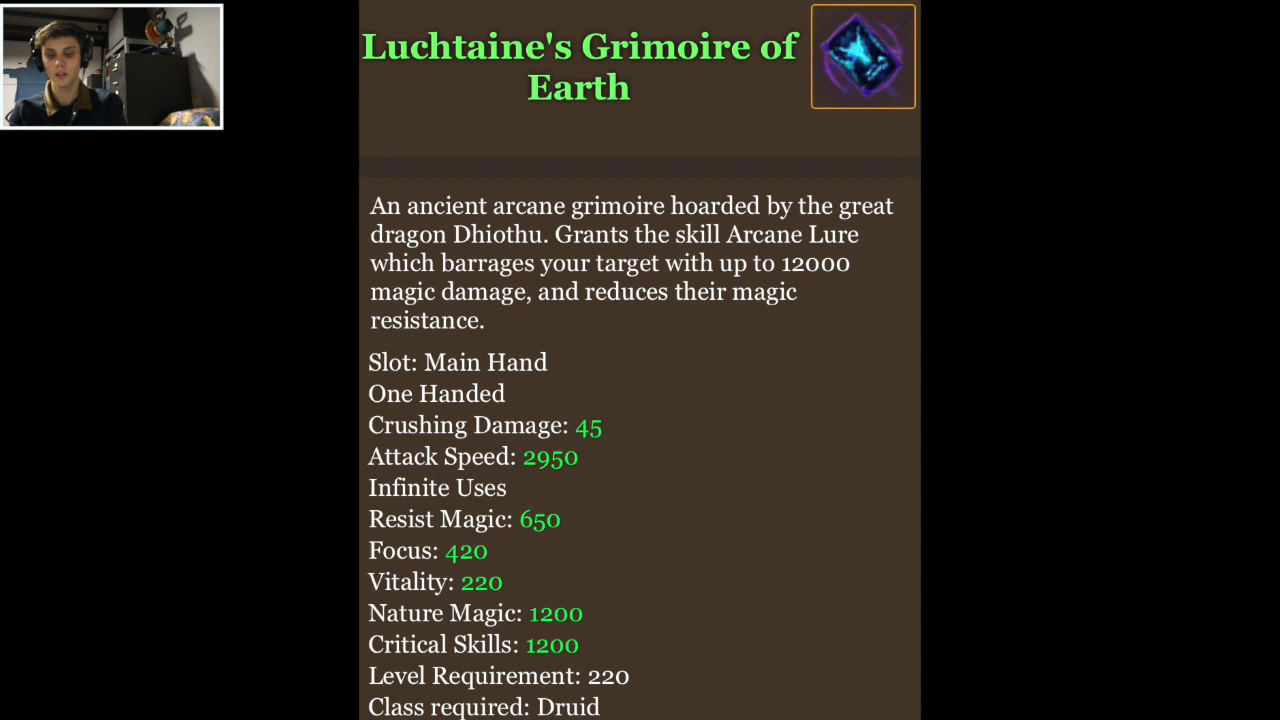 Luchtaine's Grimoire of
Earth
An ancient arcane grimoire hoarded by the great
dragon Dhiothu. Grants the skill Arcane Lure
which barrages your target with up to 12000
magic damage, and reduces their magic
resistance.
Slot: Main Hand
One Handed
Crushing Damage: 45
Attack Speed: 2950
Infinite Uses
Resist Magic: 650
Focus: 420
Vitality: 220
Nature Magic: 1200
Critical Skills: 1200
Level Requirement: 220
Class required: Druid